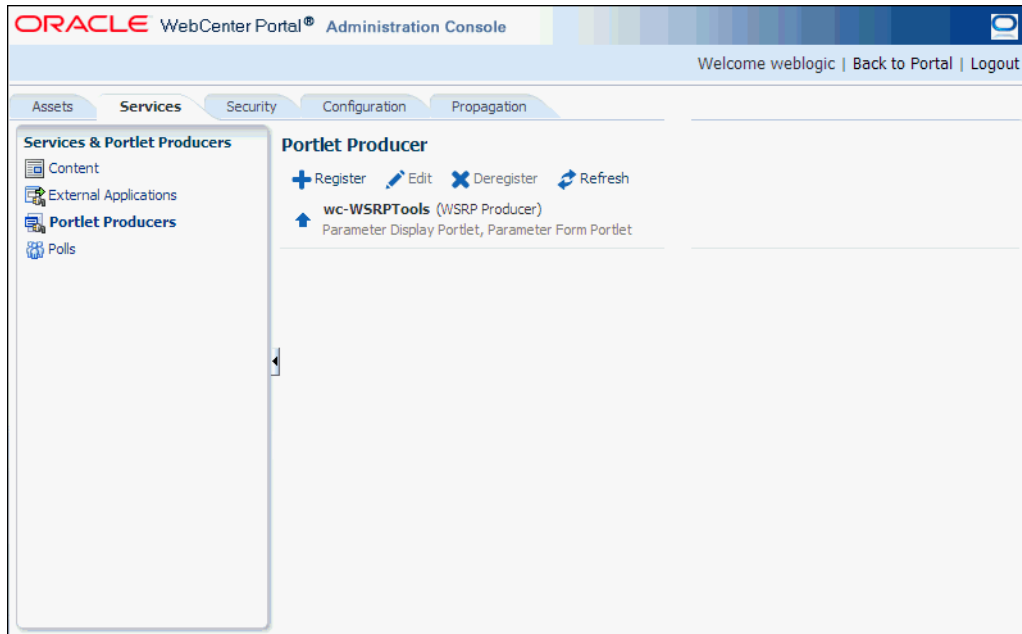 ORACLE WebCenter Portal® Administration Console
Welcome weblogic | Back to Portal | Logout
Assets Services Security Configuration Propagation
Services & Portlet Producers
Content
External Applications
Portlet Producers
Polls
Portlet Producer
Register Edit Deregister Refresh
wc-WSRPTools (WSRP Producer)
Parameter Display Portlet, Parameter Form Portlet